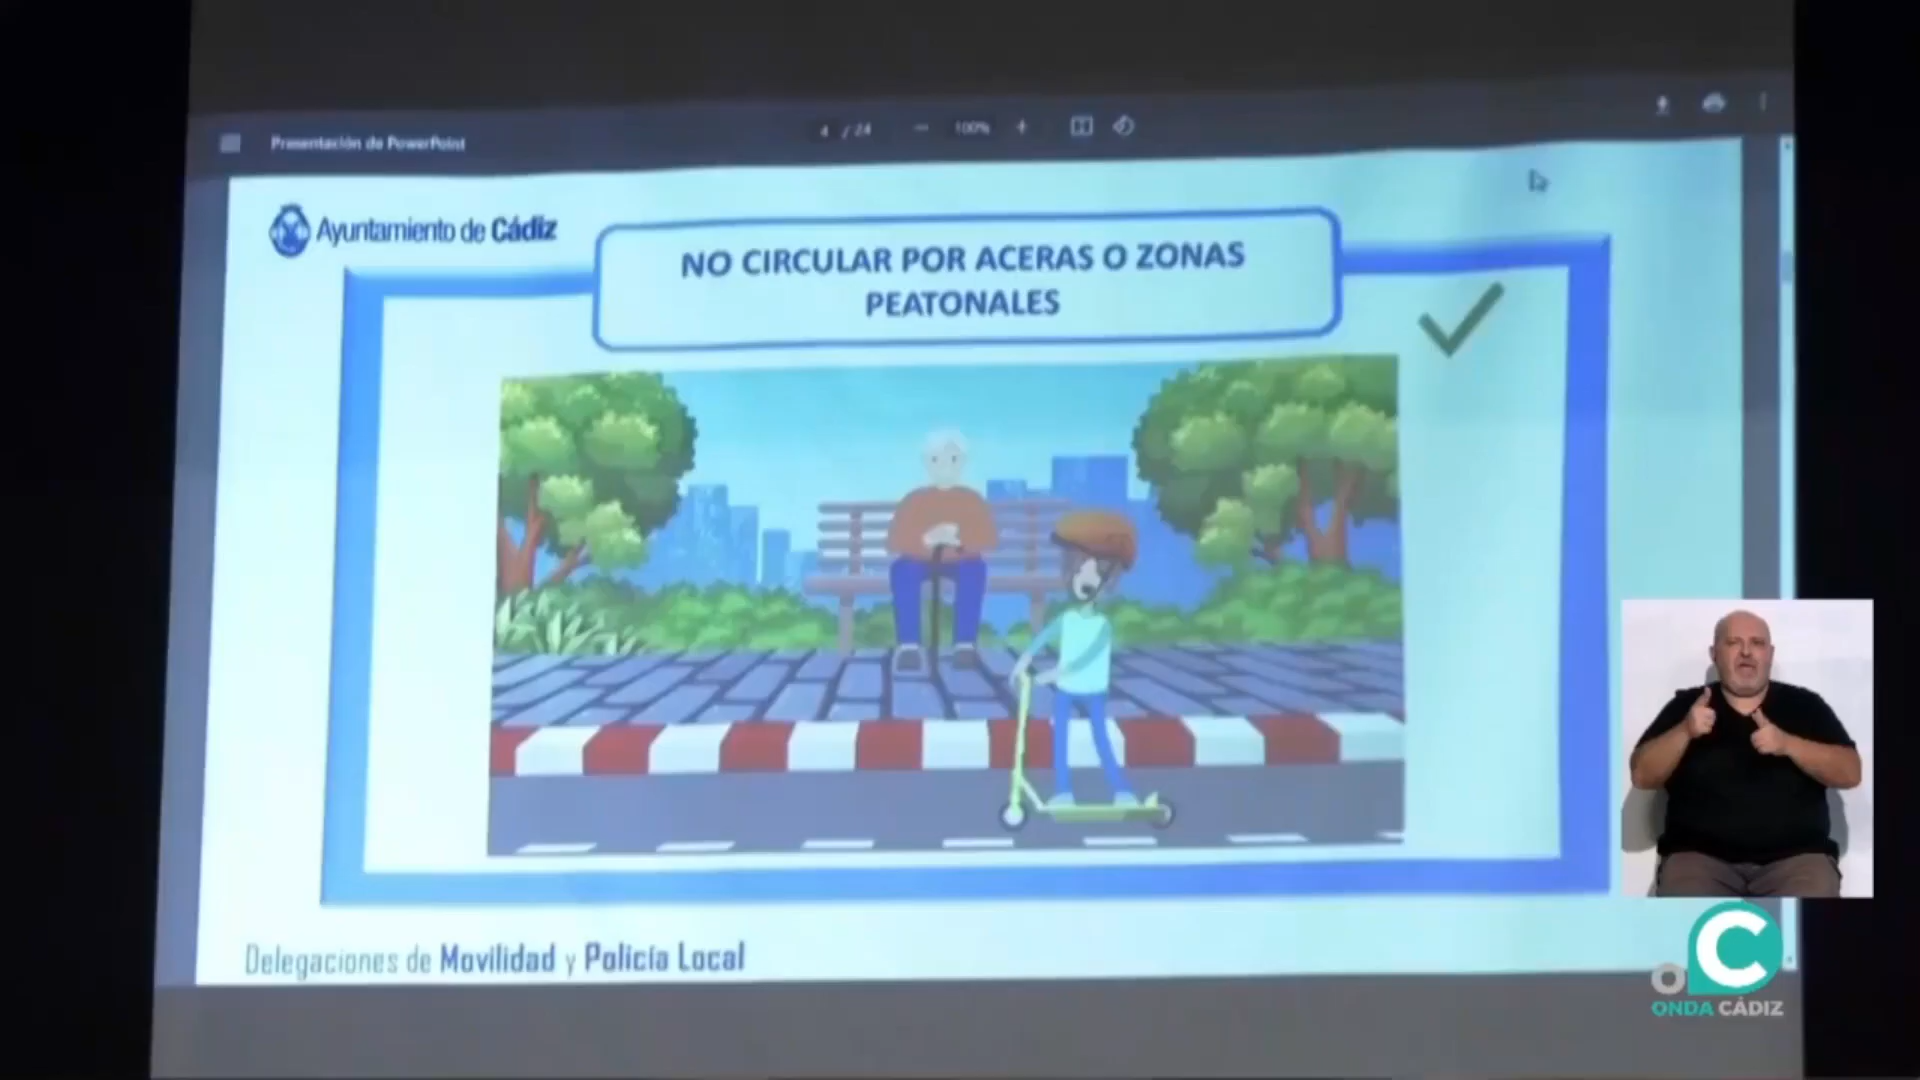 Presentación de PowerPoint
4 / 24
100%
Ayuntamiento de Cádiz
NO CIRCULAR POR ACERAS O ZONAS
PEATONALES
Delegaciones de Movilidad y Policía Local
OC
ONDA CÁDIZ